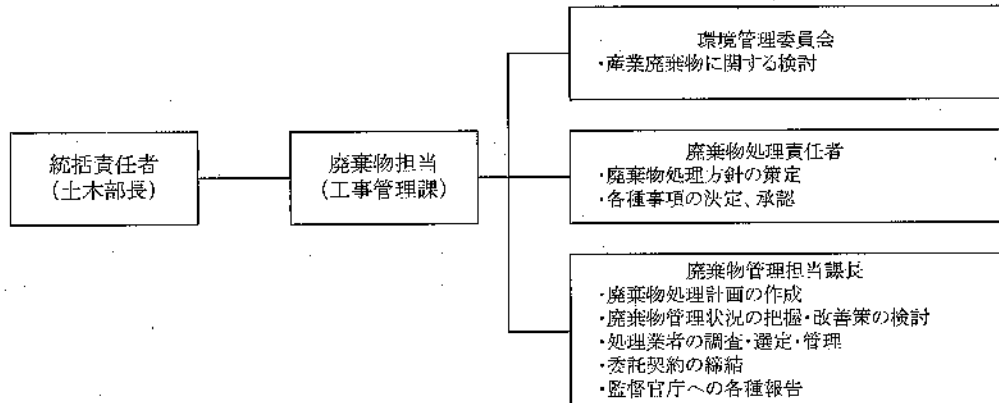 統括責任者
(土木部長)
廃棄物担当
(工事管理課)
環境管理委員会
・産業廃棄物に関する検討
廃棄物処理責任者
・廃棄物処理方針の策定
・各種事項の決定、承認
廃棄物管理担当課長
・廃棄物処理計画の作成
・廃棄物管理状況の把握・改善策の検討
・処理業者の調査・選定・管理
・委託契約の締結
・監督官庁への各種報告